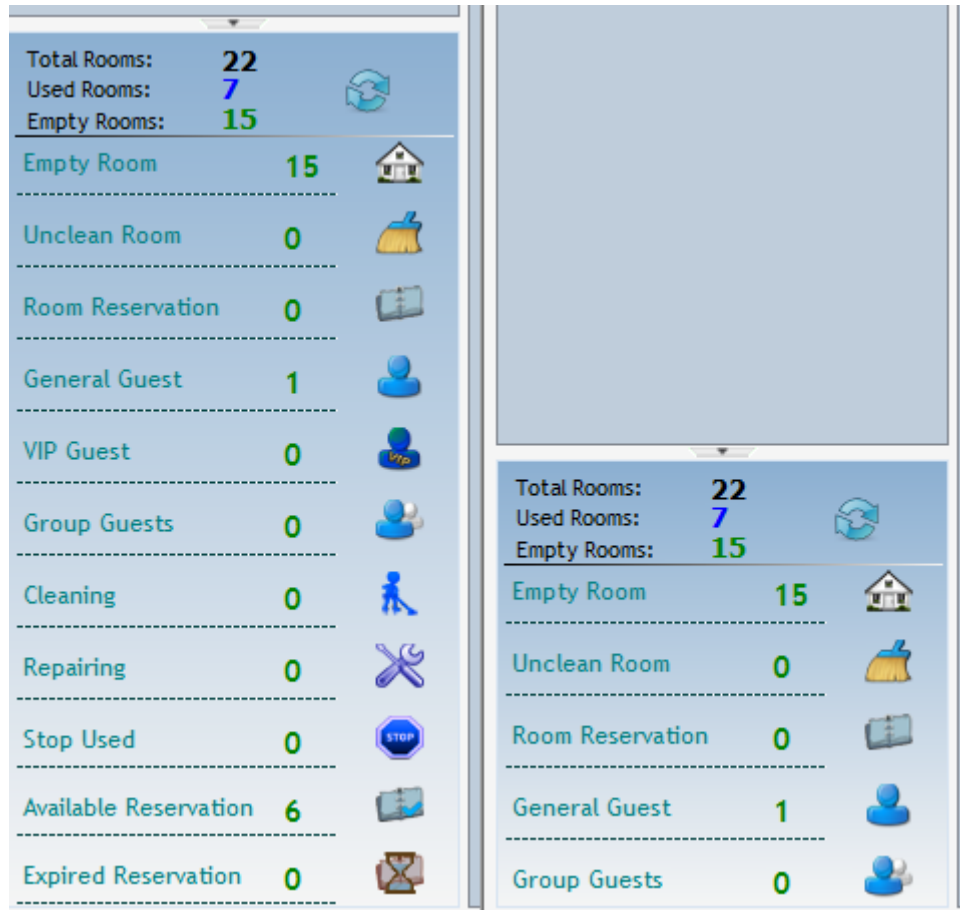 Total Rooms: 22
Used Rooms: 7
Empty Rooms: 15
Empty Room 15
Unclean Room 0
Room Reservation 0
General Guest 1
VIP Guest 0
VIP
Group Guests 0
Cleaning 0
Repairing 0
Stop Used 0
STOP
Available Reservation 6
Expired Reservation 0
Total Rooms: 22
Used Rooms: 7
Empty Rooms: 15
Empty Room 15
Unclean Room 0
Room Reservation 0
General Guest 1
Group Guests 0